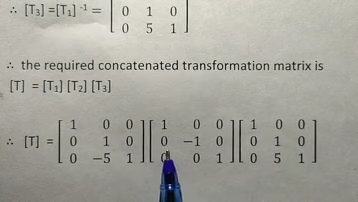 ∴ [T₃] =[T₁] ⁻¹ = [ 0 1 0
0 5 1 ]
∴ the required concatenated transformation matrix is
[T] = [T₁] [T₂] [T₃]
1 0 0 1 0 0 1 0 0
∴ [T] = 0 1 0 0 −1 0 0 1 0
0 −5 1 0 0 1 0 5 1